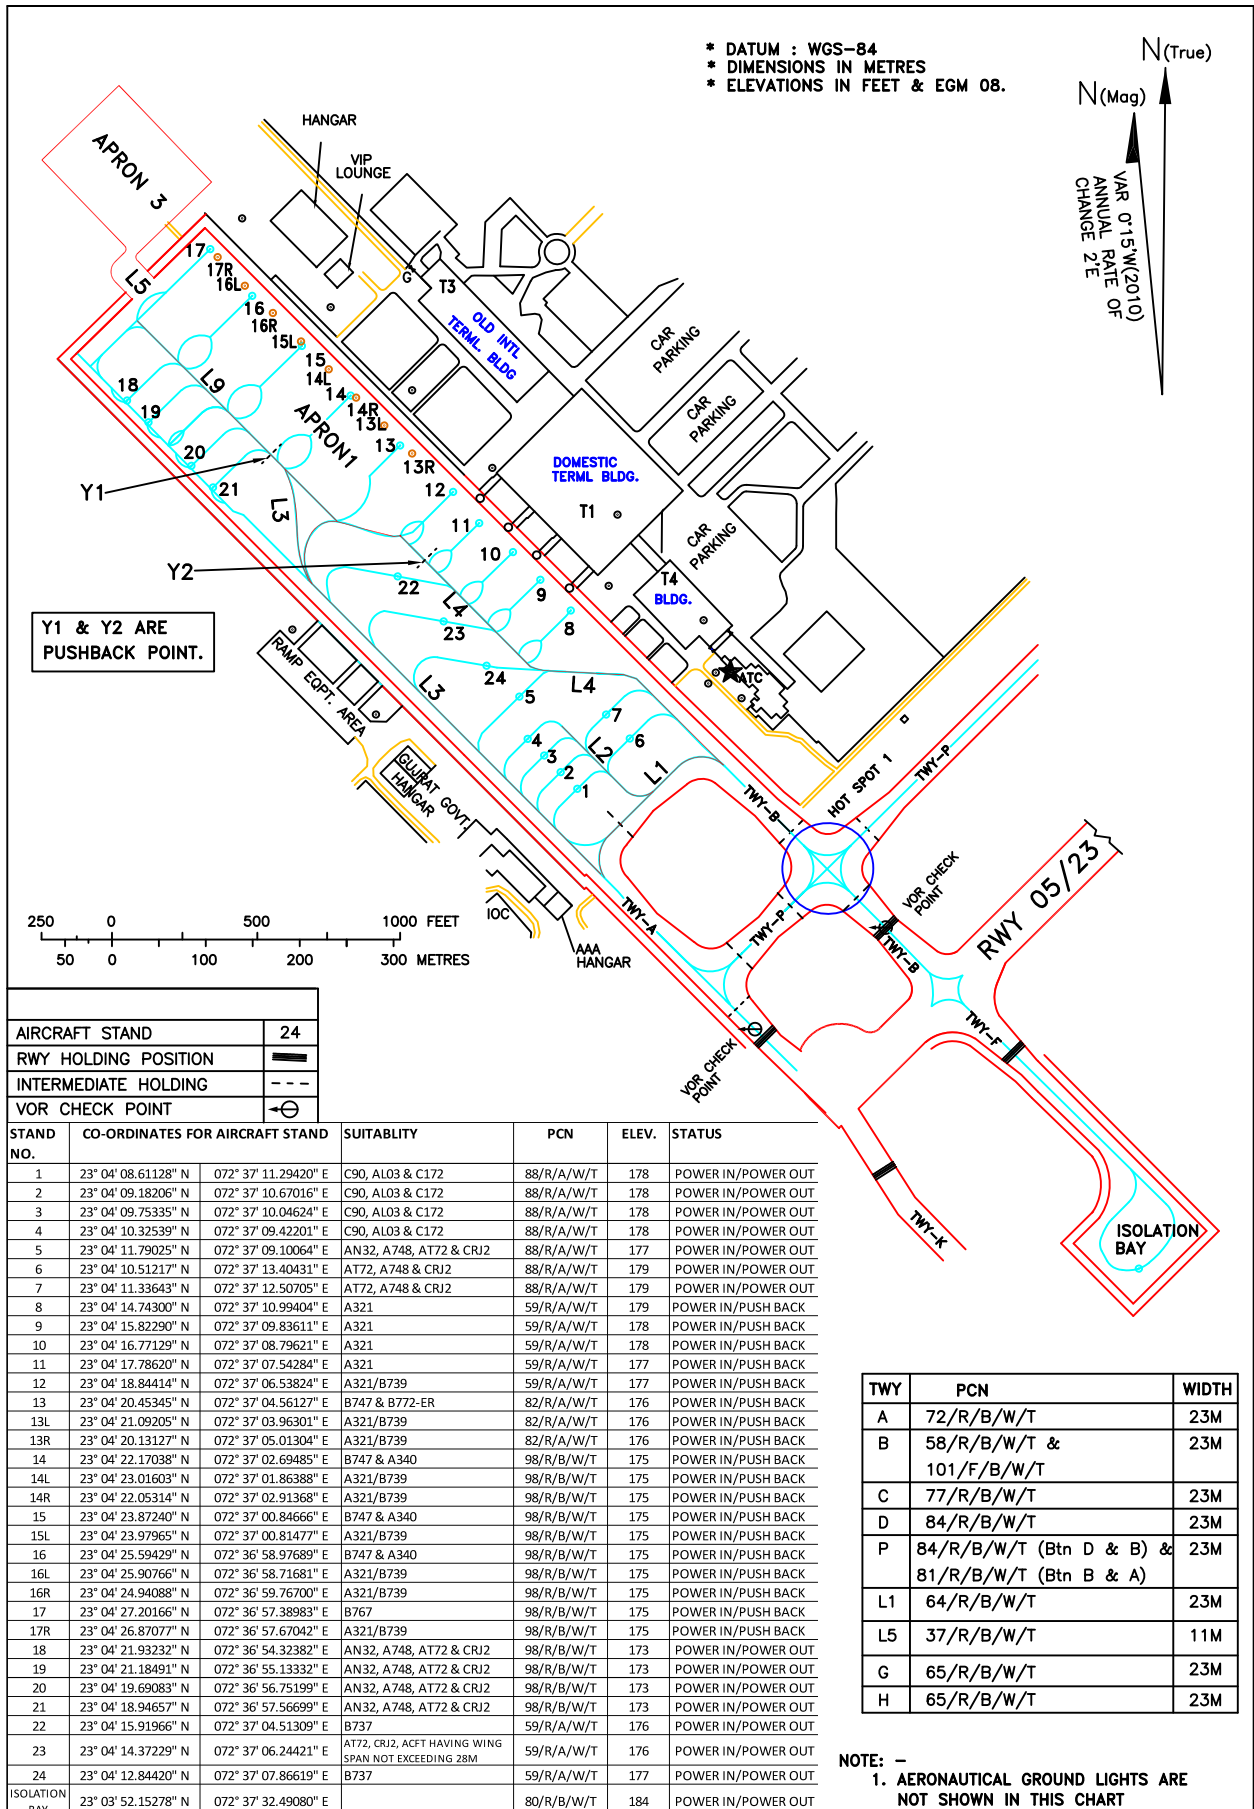 * DATUM : WGS-84
* DIMENSIONS IN METRES
* ELEVATIONS IN FEET & EGM 08.
N(True)
N(Mag)
VAR 0°15'W(2010)
ANNUAL RATE OF
CHANGE 2'E
HANGAR
VIP
LOUNGE
APRON 3
G
T3
OLD INTL
TERML. BLDG
CAR
PARKING
CAR
PARKING
CAR
PARKING
DOMESTIC
TERML BLDG.
T1
T4
BLDG.
ATC
L5
17
17R
16L
16
16R
15L
15
14L
14
14R
13L
13
13R
12
11
10
9
8
18
19
20
21
L9
APRON1
Y1
L3
Y2
22
L4
23
24
L4
L3
5
7
6
4
3
2
1
L2
L1
Y1 & Y2 ARE
PUSHBACK POINT.
RAMP EQPT. AREA
GUJRAT GOVT.
HANGAR
IOC
AAA
HANGAR
TWY-B
HOT SPOT 1
TWY-P
TWY-A
TWY-P
VOR CHECK
POINT
TWY-B
RWY 05/23
TWY-F
VOR CHECK
POINT
TWY-K
ISOLATION
BAY
250 0 500 1000 FEET
50 0 100 200 300 METRES
AIRCRAFT STAND 24
RWY HOLDING POSITION
INTERMEDIATE HOLDING
VOR CHECK POINT
STAND NO. CO-ORDINATES FOR AIRCRAFT STAND SUITABLITY PCN ELEV. STATUS
1 23° 04' 08.61128" N 072° 37' 11.29420" E C90, AL03 & C172 88/R/A/W/T 178 POWER IN/POWER OUT
2 23° 04' 09.18206" N 072° 37' 10.67016" E C90, AL03 & C172 88/R/A/W/T 178 POWER IN/POWER OUT
3 23° 04' 09.75335" N 072° 37' 10.04624" E C90, AL03 & C172 88/R/A/W/T 178 POWER IN/POWER OUT
4 23° 04' 10.32539" N 072° 37' 09.42201" E C90, AL03 & C172 88/R/A/W/T 178 POWER IN/POWER OUT
5 23° 04' 11.79025" N 072° 37' 09.10064" E AN32, A748, AT72 & CRJ2 88/R/A/W/T 177 POWER IN/POWER OUT
6 23° 04' 10.51217" N 072° 37' 13.40431" E AT72, A748 & CRJ2 88/R/A/W/T 179 POWER IN/POWER OUT
7 23° 04' 11.33643" N 072° 37' 12.50705" E AT72, A748 & CRJ2 88/R/A/W/T 179 POWER IN/POWER OUT
8 23° 04' 14.74300" N 072° 37' 10.99404" E A321 59/R/A/W/T 179 POWER IN/PUSH BACK
9 23° 04' 15.82290" N 072° 37' 09.83611" E A321 59/R/A/W/T 178 POWER IN/PUSH BACK
10 23° 04' 16.77129" N 072° 37' 08.79621" E A321 59/R/A/W/T 178 POWER IN/PUSH BACK
11 23° 04' 17.78620" N 072° 37' 07.54284" E A321 59/R/A/W/T 177 POWER IN/PUSH BACK
12 23° 04' 18.84414" N 072° 37' 06.53824" E A321/B739 59/R/A/W/T 177 POWER IN/PUSH BACK
13 23° 04' 20.45345" N 072° 37' 04.56127" E B747 & B772-ER 82/R/A/W/T 176 POWER IN/PUSH BACK
13L 23° 04' 21.09205" N 072° 37' 03.96301" E A321/B739 82/R/A/W/T 176 POWER IN/PUSH BACK
13R 23° 04' 20.13127" N 072° 37' 05.01304" E A321/B739 82/R/A/W/T 176 POWER IN/PUSH BACK
14 23° 04' 22.17038" N 072° 37' 02.69485" E B747 & A340 98/R/B/W/T 175 POWER IN/PUSH BACK
14L 23° 04' 23.01603" N 072° 37' 01.86388" E A321/B739 98/R/B/W/T 175 POWER IN/PUSH BACK
14R 23° 04' 22.05314" N 072° 37' 02.91368" E A321/B739 98/R/B/W/T 175 POWER IN/PUSH BACK
15 23° 04' 23.87240" N 072° 37' 00.84666" E B747 & A340 98/R/B/W/T 175 POWER IN/PUSH BACK
15L 23° 04' 23.97965" N 072° 37' 00.81477" E A321/B739 98/R/B/W/T 175 POWER IN/PUSH BACK
16 23° 04' 25.59429" N 072° 36' 58.97689" E B747 & A340 98/R/B/W/T 175 POWER IN/PUSH BACK
16L 23° 04' 25.90766" N 072° 36' 58.71681" E A321/B739 98/R/B/W/T 175 POWER IN/PUSH BACK
16R 23° 04' 24.94088" N 072° 36' 59.76700" E A321/B739 98/R/B/W/T 175 POWER IN/PUSH BACK
17 23° 04' 27.20166" N 072° 36' 57.38983" E B767 98/R/B/W/T 175 POWER IN/PUSH BACK
17R 23° 04' 26.87077" N 072° 36' 57.67042" E A321/B739 98/R/B/W/T 175 POWER IN/PUSH BACK
18 23° 04' 21.93232" N 072° 36' 54.32382" E AN32, A748, AT72 & CRJ2 98/R/B/W/T 173 POWER IN/POWER OUT
19 23° 04' 21.18491" N 072° 36' 55.13332" E AN32, A748, AT72 & CRJ2 98/R/B/W/T 173 POWER IN/POWER OUT
20 23° 04' 19.69083" N 072° 36' 56.75199" E AN32, A748, AT72 & CRJ2 98/R/B/W/T 173 POWER IN/POWER OUT
21 23° 04' 18.94657" N 072° 36' 57.56699" E AN32, A748, AT72 & CRJ2 98/R/B/W/T 173 POWER IN/POWER OUT
22 23° 04' 15.91966" N 072° 37' 04.51309" E B737 59/R/A/W/T 176 POWER IN/POWER OUT
23 23° 04' 14.37229" N 072° 37' 06.24421" E AT72, CRJ2, ACFT HAVING WING SPAN NOT EXCEEDING 28M 59/R/A/W/T 176 POWER IN/POWER OUT
24 23° 04' 12.84420" N 072° 37' 07.86619" E B737 59/R/A/W/T 177 POWER IN/POWER OUT
ISOLATION BAY 23° 03' 52.15278" N 072° 37' 32.49080" E 80/R/B/W/T 184 POWER IN/POWER OUT
TWY PCN WIDTH
A 72/R/B/W/T 23M
B 58/R/B/W/T & 23M
101/F/B/W/T
C 77/R/B/W/T 23M
D 84/R/B/W/T 23M
P 84/R/B/W/T (Btn D & B) & 23M
81/R/B/W/T (Btn B & A)
L1 64/R/B/W/T 23M
L5 37/R/B/W/T 11M
G 65/R/B/W/T 23M
H 65/R/B/W/T 23M
NOTE: -
1. AERONAUTICAL GROUND LIGHTS ARE
NOT SHOWN IN THIS CHART